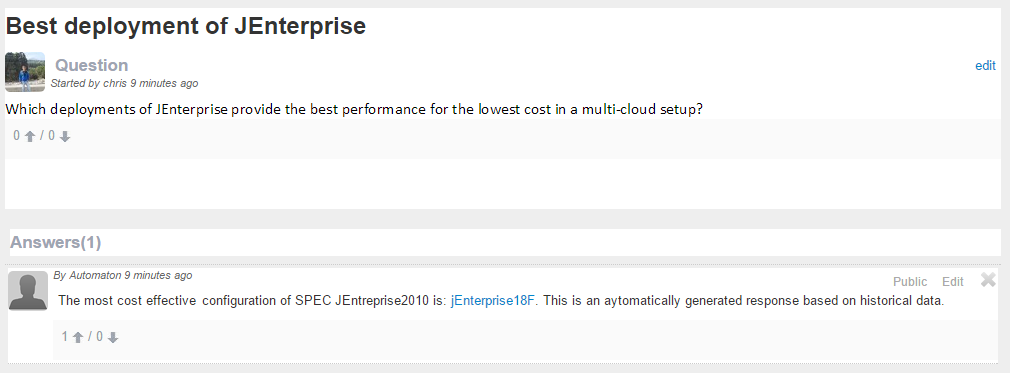 Best deployment of JEnterprise
Question
edit
Started by chris 9 minutes ago
Which deployments of JEnterprise provide the best performance for the lowest cost in a multi-cloud setup?
0 / 0
Answers(1)
By Automaton 9 minutes ago
Public Edit
The most cost effective configuration of SPEC JEntreprise2010 is: jEnterprise18F. This is an aytomatically generated response based on historical data.
1 / 0